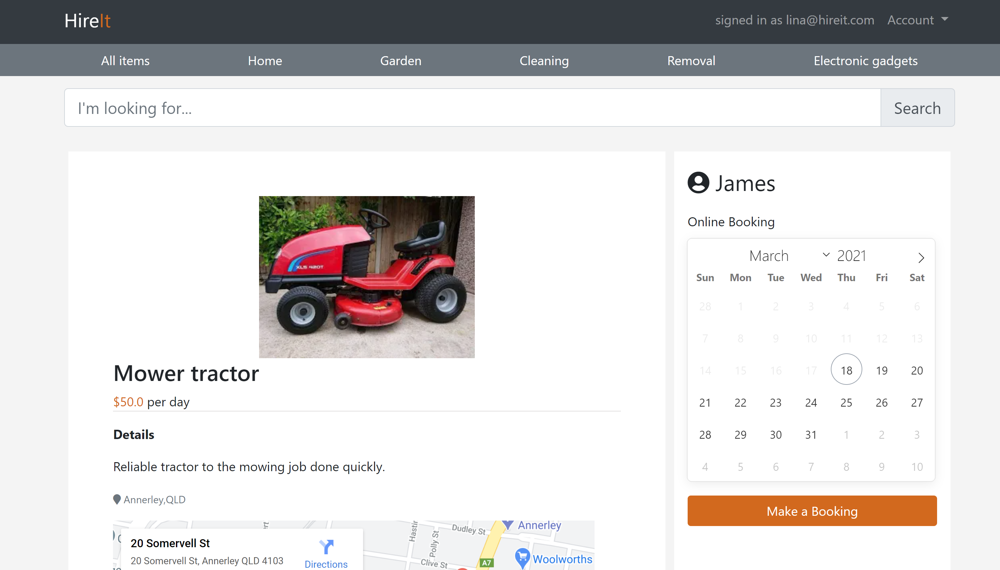 HireIt
signed in as lina@hireit.com Account
All items Home Garden Cleaning Removal Electronic gadgets
I'm looking for...
Search
XLS 420T
Mower tractor
$50.0 per day
Details
Reliable tractor to the mowing job done quickly.
Annerley,QLD
20 Somervell St
20 Somervell St, Annerley QLD 4103
Directions
Polly St
Dudley St
Clive St
A7
Annerley
Woolworths
James
Online Booking
March 2021
Sun Mon Tue Wed Thu Fri Sat
28 1 2 3 4 5 6
7 8 9 10 11 12 13
14 15 16 17 18 19 20
21 22 23 24 25 26 27
28 29 30 31 1 2 3
4 5 6 7 8 9 10
Make a Booking